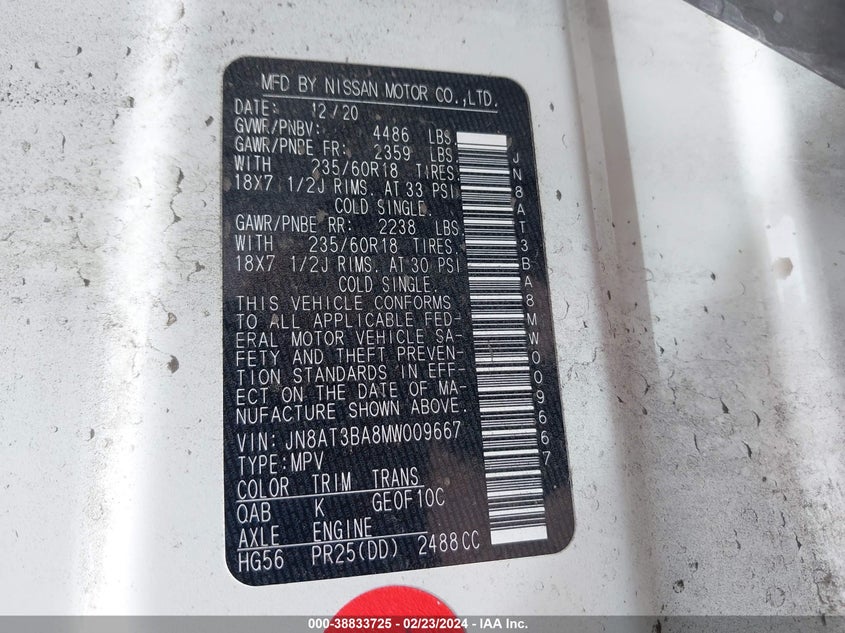 MFD BY NISSAN MOTOR CO.,LTD.
DATE: 12/20
GVWR/PNBV: 4486 LBS.
GAWR/PNBE FR: 2359 LBS.
WITH 235/60R18 TIRES.
18X7 1/2J RIMS. AT 33 PSI
COLD SINGLE.
GAWR/PNBE RR: 2238 LBS.
WITH 235/60R18 TIRES.
18X7 1/2J RIMS. AT 30 PSI
COLD SINGLE.
THIS VEHICLE CONFORMS
TO ALL APPLICABLE FED-
ERAL MOTOR VEHICLE SA-
FETY AND THEFT PREVEN-
TION STANDARDS IN EFF-
ECT ON THE DATE OF MA-
NUFACTURE SHOWN ABOVE.
VIN: JN8AT3BA8MW009667
TYPE:MPV
COLOR TRIM TRANS
QAB K GEOF10C
AXLE ENGINE
HG56 PR25(DD) 2488CC
JN8AT3BA8MW009667
000-38833725 - 02/23/2024 - IAA Inc.